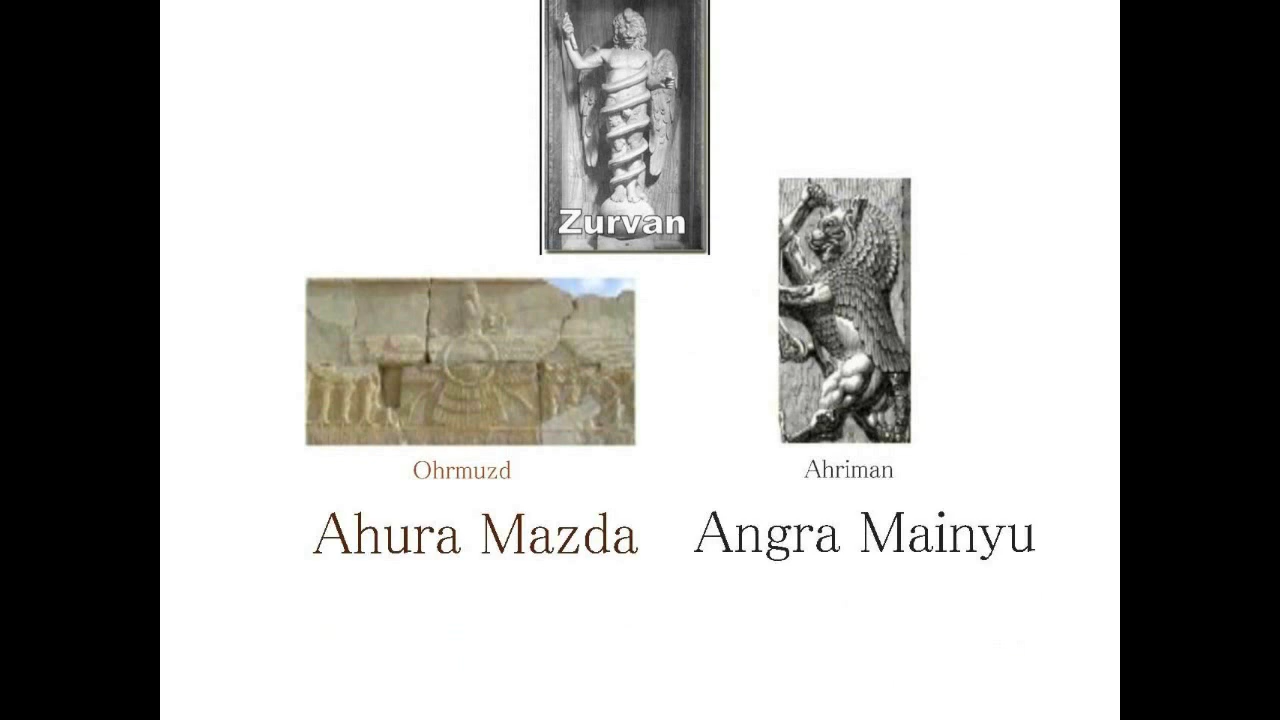 Zurvan
Ohrmuzd
Ahriman
Ahura Mazda
Angra Mainyu